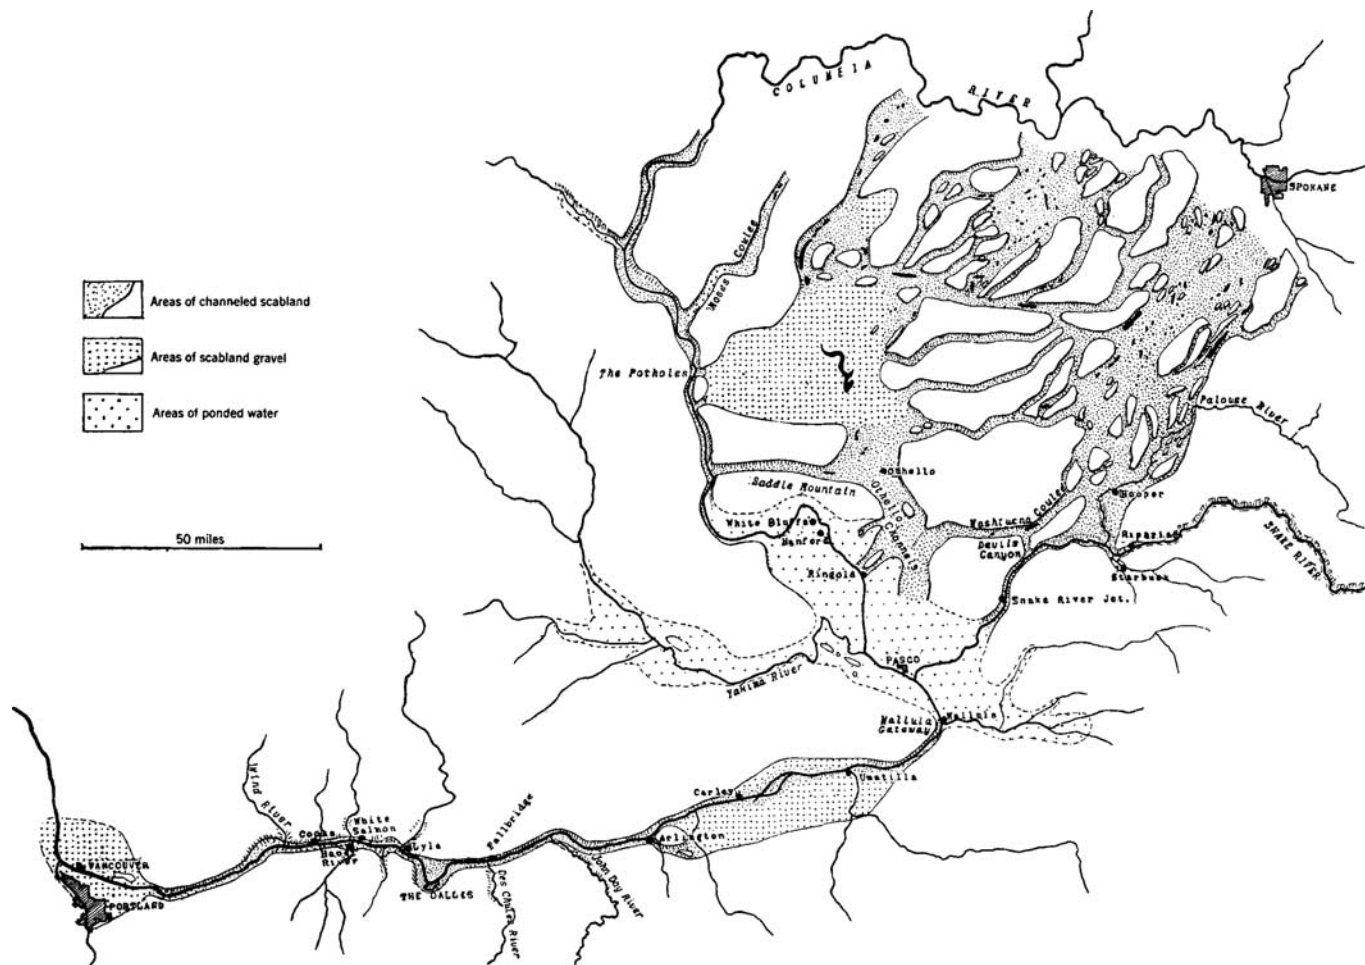 COLUMBIA
RIVER
SPOKANE
Moses Coulee
Areas of channeled scabland
Areas of scabland gravel
Areas of ponded water
50 miles
The Potholes
Palouse
River
Othello
Saddle Mountain
Othello
Channels
Hooper
Washtucna Coulee
White Bluffs
Hanford
Devils
Canyon
Riparia
SNAKE RIVER
Ringold
Starbuck
Snake River Jct.
PASCO
Yakima River
Wallula
Gateway
Wallula
Umatilla
Carley
Wind River
Cooks
White
Salmon
Hood
River
Lyle
Fallbridge
Arlington
VANCOUVER
PORTLAND
THE DALLES
Des Chutes
River
John Day River